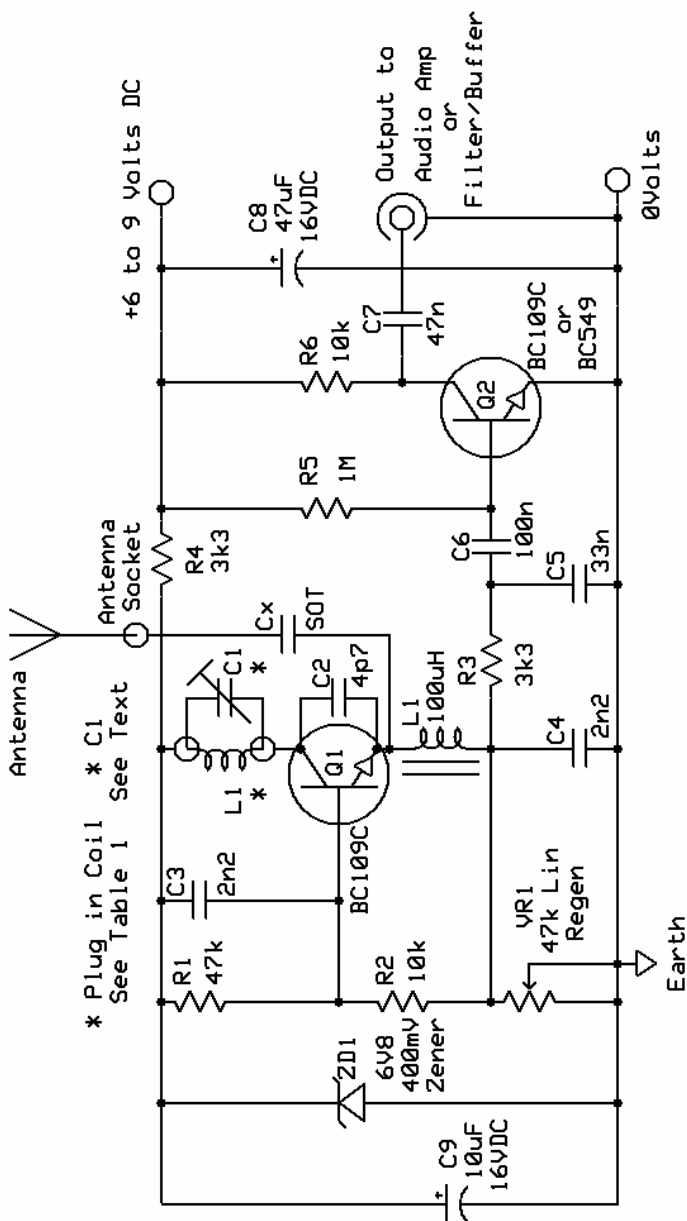 Antenna
Antenna
Socket
* Plug in Coil
See Table 1
* C1
See Text
+6 to 9 Volts DC
C9
10uF
16VDC
ZD1
6V8
400mV
Zener
R1
47k
C3
2n2
R2
10k
VR1
47k Lin
Regen
Earth
L1
*
C1
*
BC109C
Q1
C2
4p7
Cx
SOT
L1
100uH
C4
2n2
R4
3k3
R3
3k3
C5
33n
C6
100n
R5
1M
R6
10k
Q2
BC109C
or
BC549
C7
47n
C8
47uF
16VDC
Output to
Audio Amp
or
Filter/Buffer
0Volts